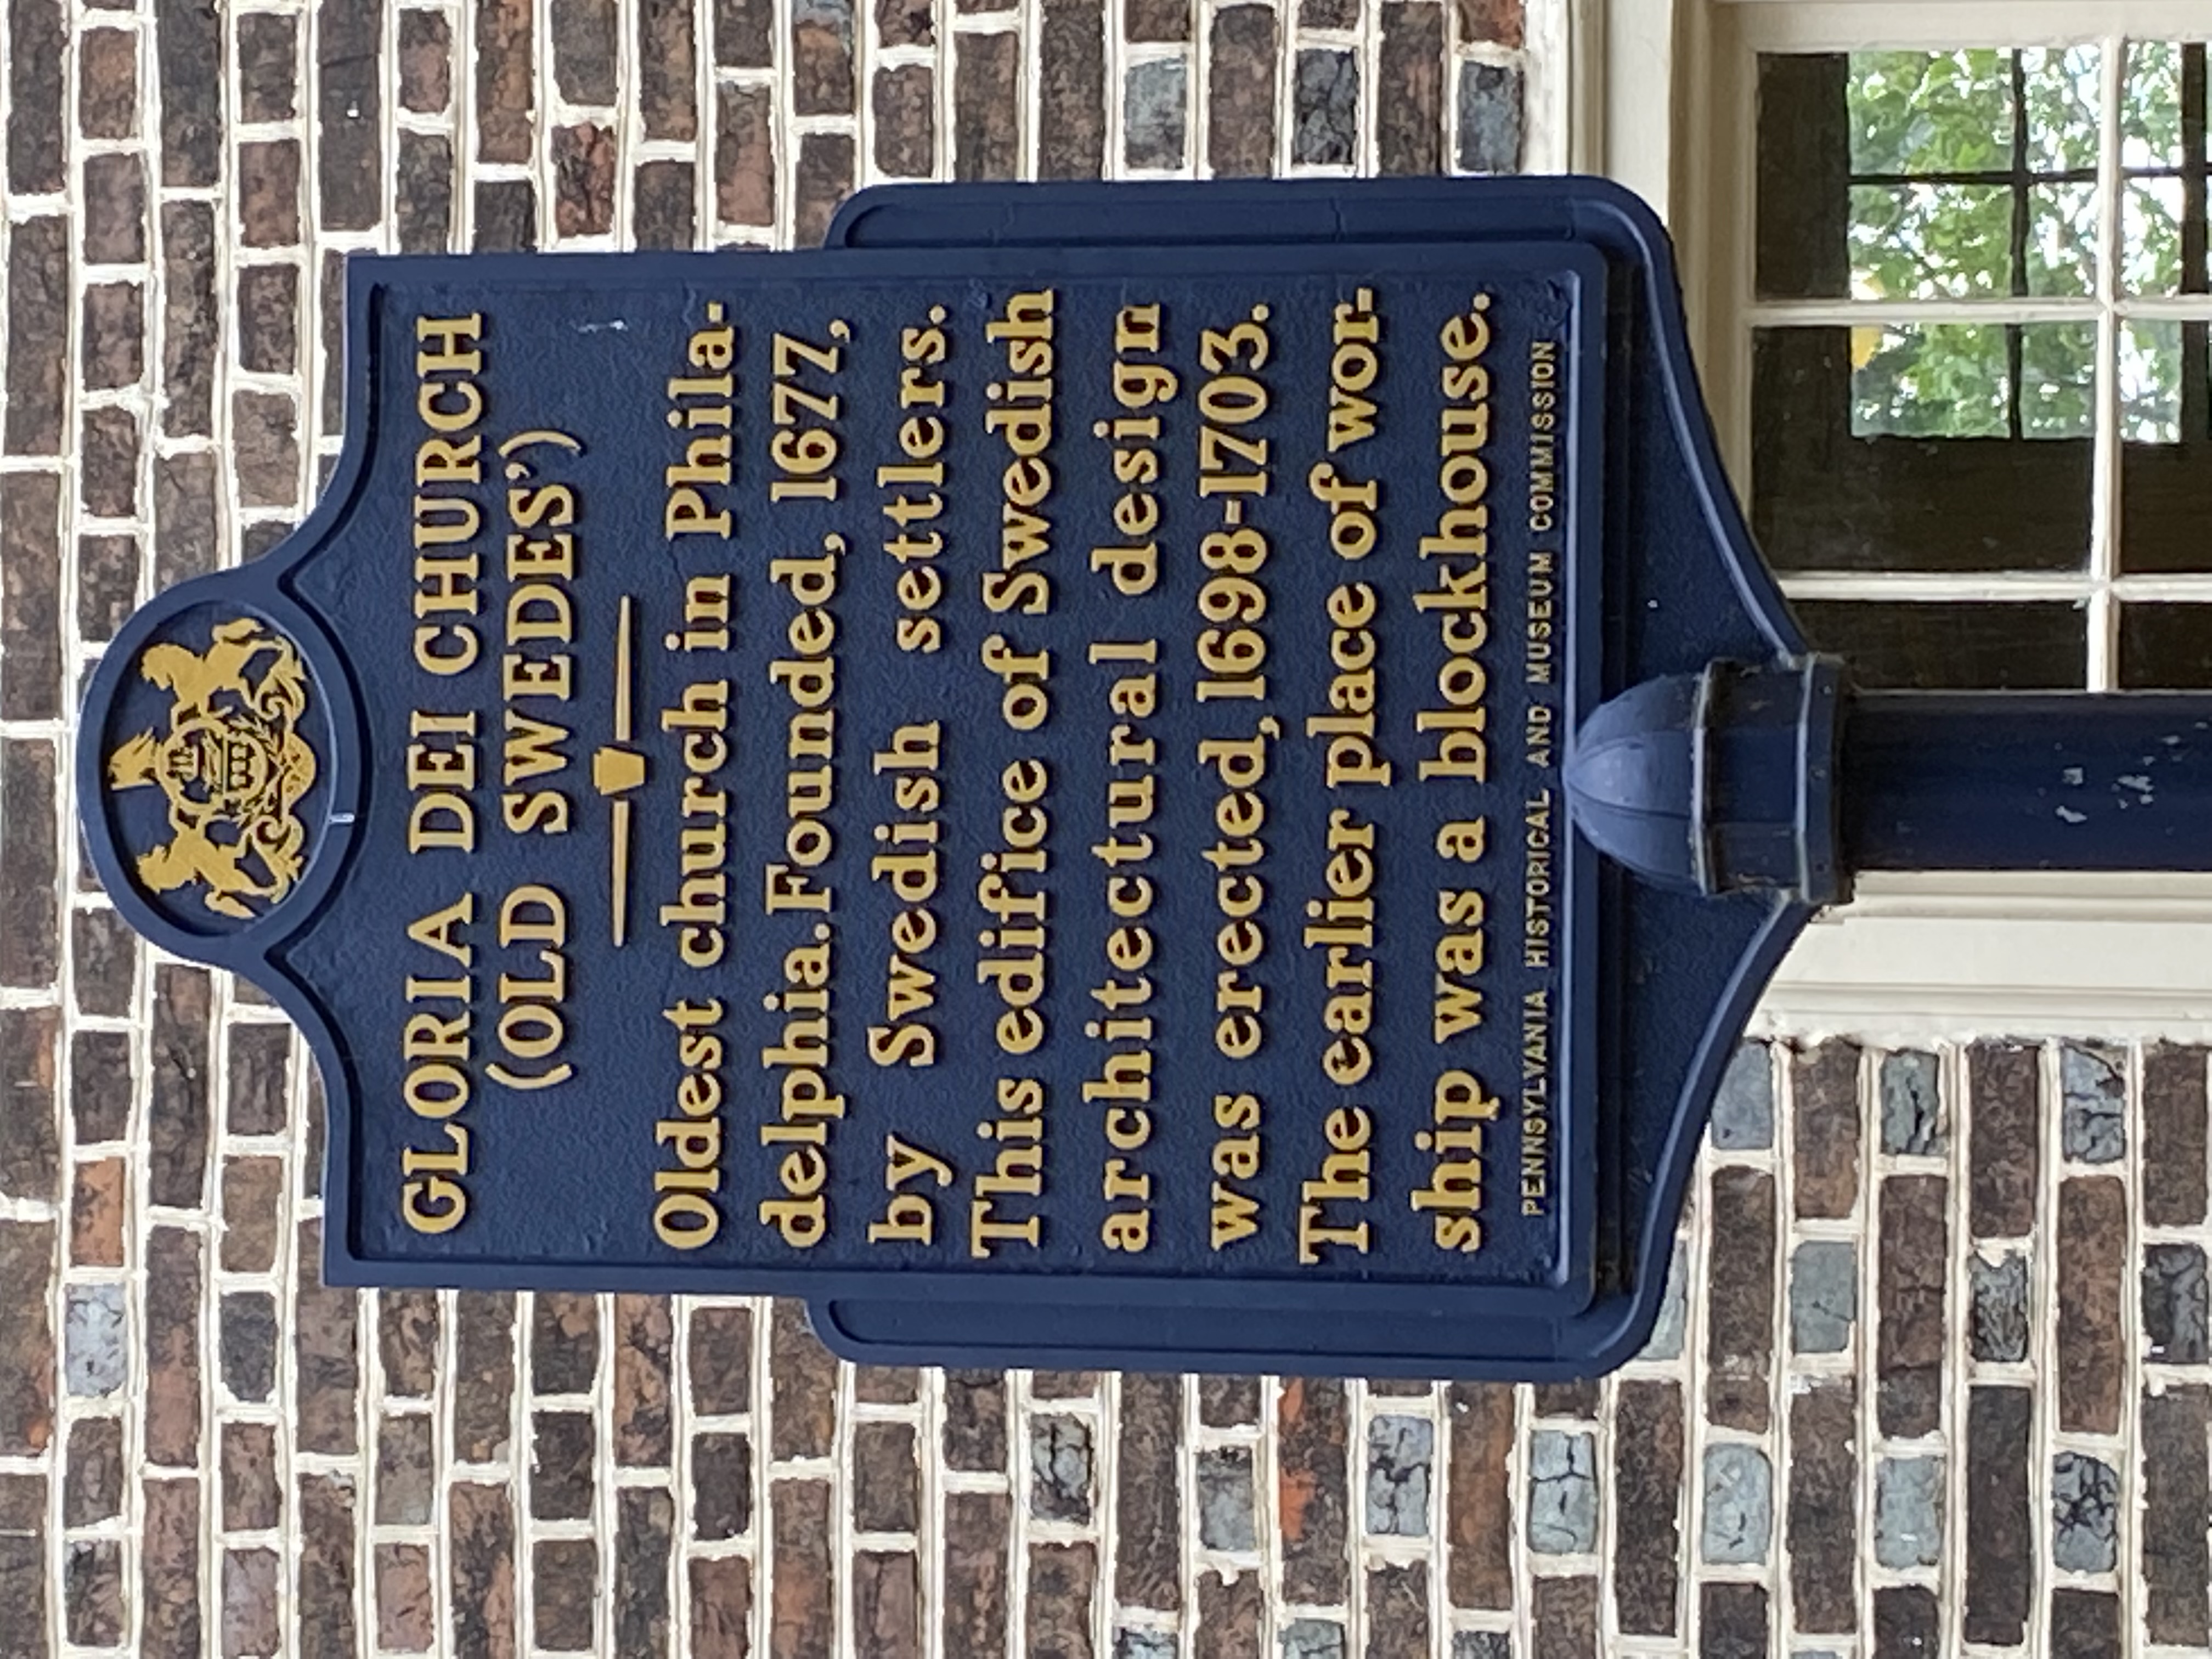 GLORIA DEI CHURCH
(OLD SWEDES')
Oldest church in Phila-
delphia. Founded, 1677,
by Swedish settlers.
This edifice of Swedish
architectural design
was erected, 1698-1703.
The earlier place of wor-
ship was a blockhouse.
PENNSYLVANIA HISTORICAL AND MUSEUM COMMISSION